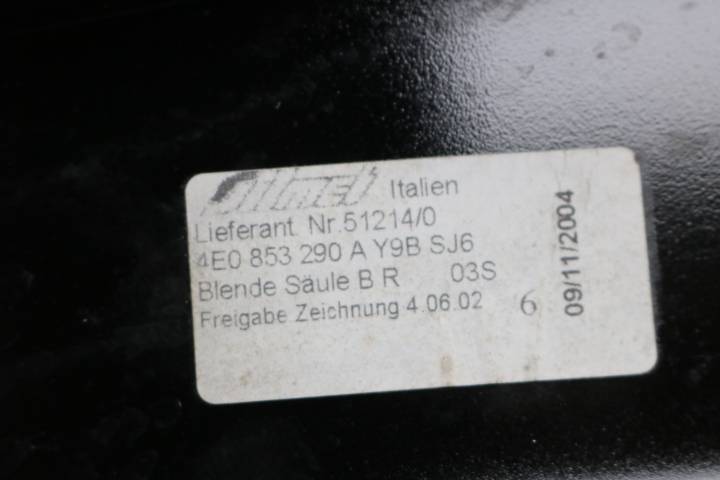 Italien
Lieferant. Nr.51214/0
4E0 853 290 A Y9B SJ6
Blende Säule B R 03S
Freigabe Zeichnung 4.06.02 6
09/11/2004